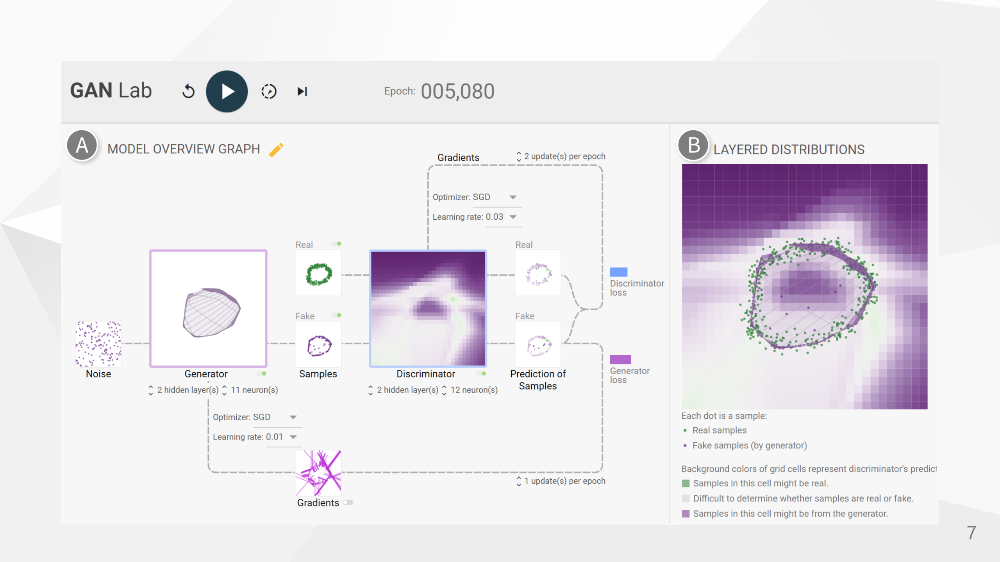 GAN Lab
Epoch: 005,080
A
MODEL OVERVIEW GRAPH
Gradients
2 update(s) per epoch
Optimizer: SGD
Learning rate: 0.03
Real
Real
Discriminator
loss
Fake
Fake
Noise
Generator
Samples
Discriminator
Prediction of
Samples
Generator
loss
2 hidden layer(s)
11 neuron(s)
2 hidden layer(s)
12 neuron(s)
Optimizer: SGD
Learning rate: 0.01
1 update(s) per epoch
Gradients
B
LAYERED DISTRIBUTIONS
Each dot is a sample:
Real samples
Fake samples (by generator)
Background colors of grid cells represent discriminator's predict
Samples in this cell might be real.
Difficult to determine whether samples are real or fake.
Samples in this cell might be from the generator.
7